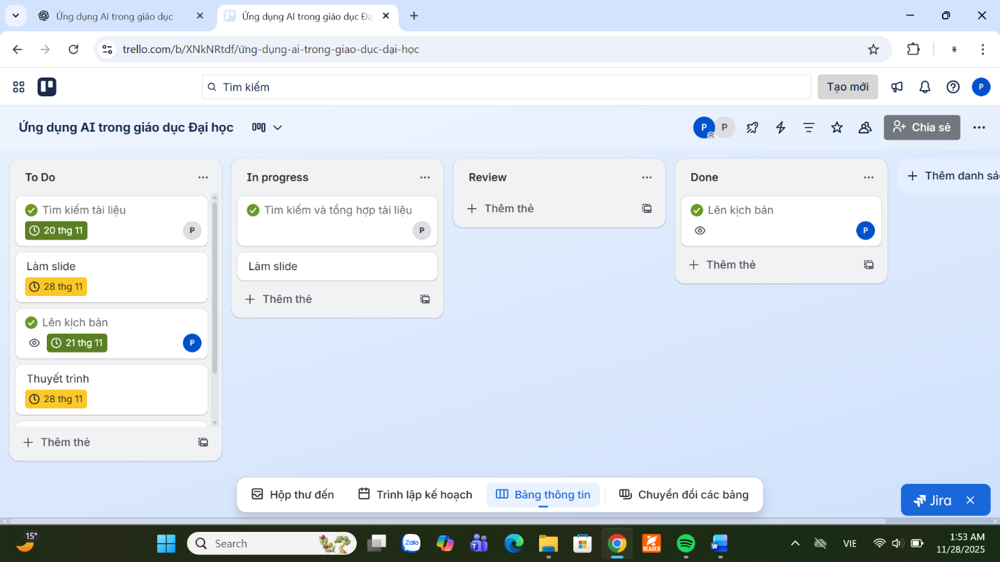 Ứng dụng AI trong giáo dục
Ứng dụng AI trong giáo dục Đạ
trello.com/b/XNkNRtdf/ứng-dụng-ai-trong-giao-dục-dại-học
Tìm kiếm
Tạo mới
P
Ứng dụng AI trong giáo dục Đại học
P
P
Chia sẻ
To Do
Tìm kiếm tài liệu
20 thg 11
P
Làm slide
28 thg 11
Lên kịch bản
21 thg 11
P
Thuyết trình
28 thg 11
Thêm thẻ
In progress
Tìm kiếm và tổng hợp tài liệu
P
Làm slide
Thêm thẻ
Review
Thêm thẻ
Done
Lên kịch bản
P
Thêm thẻ
Thêm danh sác
Hộp thư đến
Trình lập kế hoạch
Bảng thông tin
Chuyển đổi các bảng
Jira
15°
Search
Zalo
READER
VIE
1:53 AM
11/28/2025